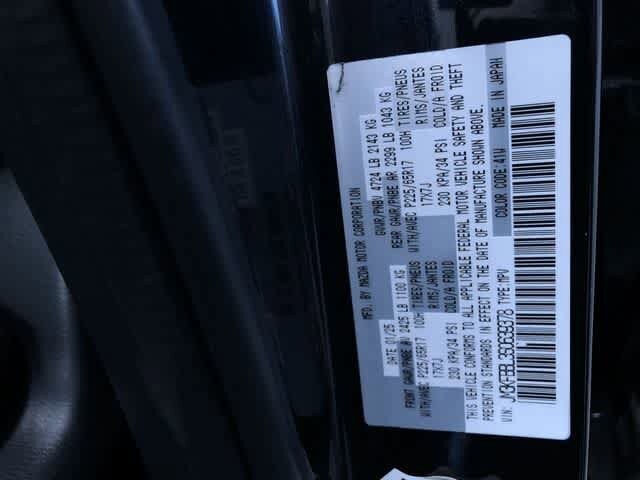 MFD. BY MAZDA MOTOR CORPORATION
DATE 01/25 GVWR/PNBV 4724 LB 2143 KG
FRONT GAWR/PNBE AV 2425 LB 1100 KG REAR GAWR/PNBE AR 2299 LB 1043 KG
WITH/AVEC P225/65R17 100H TIRES/PNEUS WITH/AVEC P225/65R17 100H TIRES/PNEUS
17X7J RIMS/JANTES 17X7J RIMS/JANTES
230 KPA/34 PSI COLD/A FROID 230 KPA/34 PSI COLD/A FROID
THIS VEHICLE CONFORMS TO ALL APPLICABLE FEDERAL MOTOR VEHICLE SAFETY AND THEFT
PREVENTION STANDARDS IN EFFECT ON THE DATE OF MANUFACTURE SHOWN ABOVE.
VIN: TYPE: MPV COLOR CODE: 41V MADE IN JAPAN